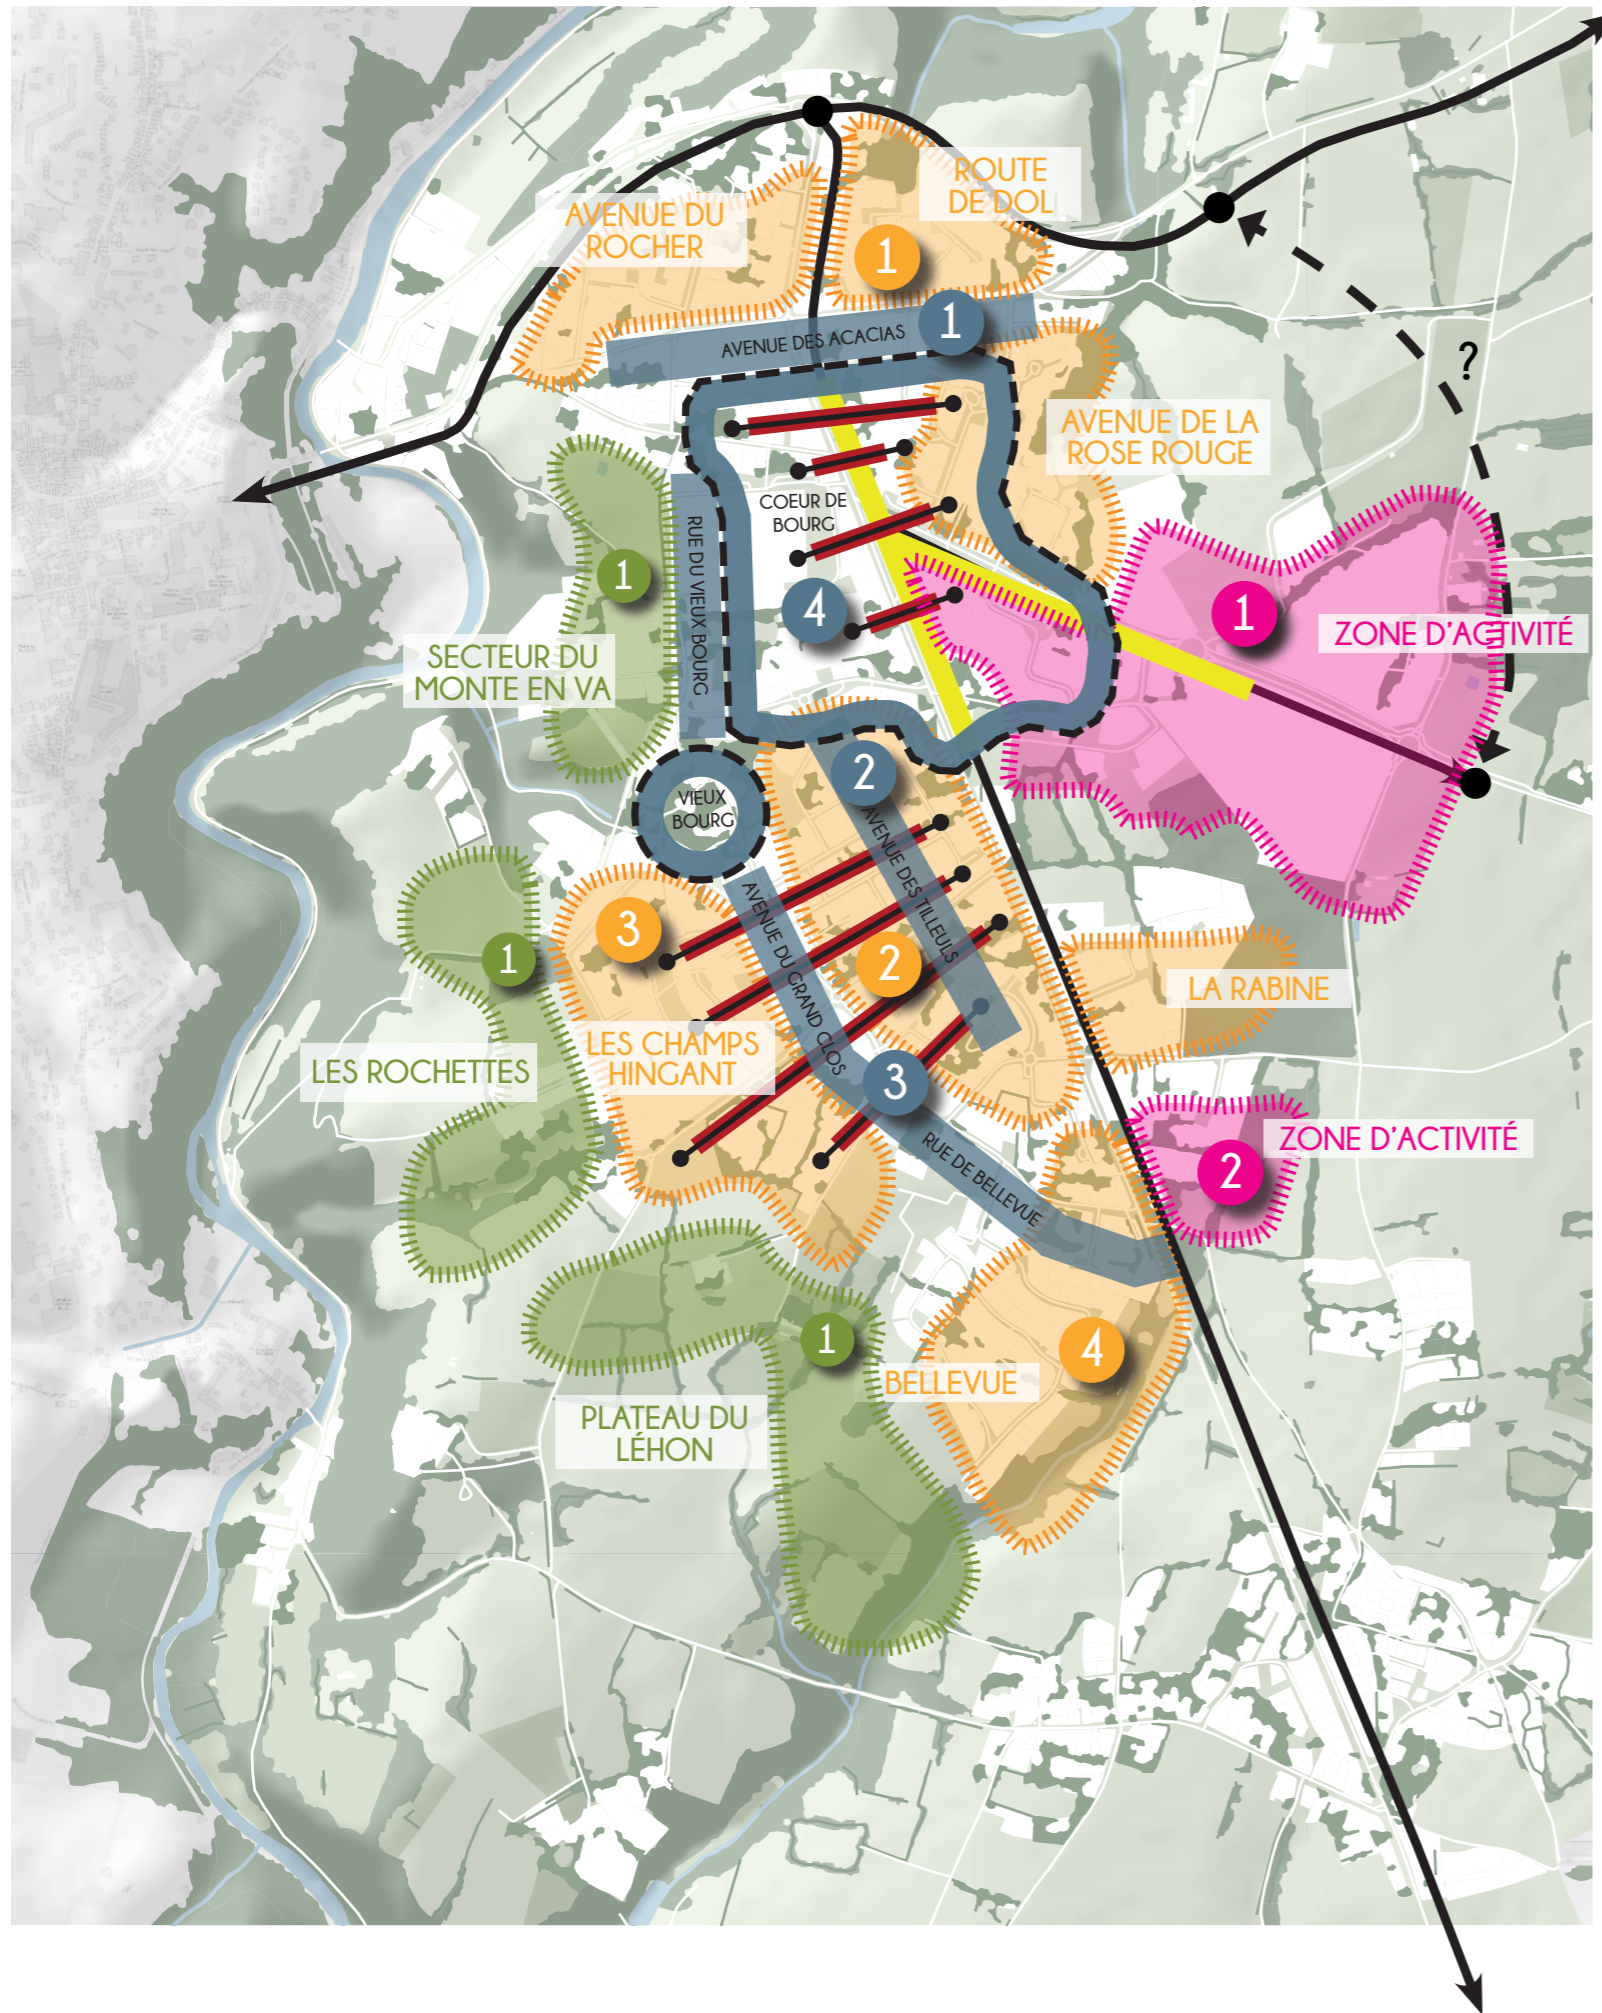 ROUTE
DE DOL
AVENUE DU
ROCHER
1
1
AVENUE DES ACACIAS
?
AVENUE DE LA
ROSE ROUGE
COEUR DE
BOURG
RUE DU VIEUX BOURG
1
4
1
ZONE D'ACTIVITÉ
SECTEUR DU
MONTE EN VA
2
VIEUX
BOURG
AVENUE DES TILLEULS
3
AVENUE DU GRAND CLOS
2
1
LA RABINE
LES CHAMPS
HINGANT
LES ROCHETTES
3
ZONE D'ACTIVITÉ
2
RUE DE BELLEVUE
1
4
BELLEVUE
PLATEAU DU
LÉHON